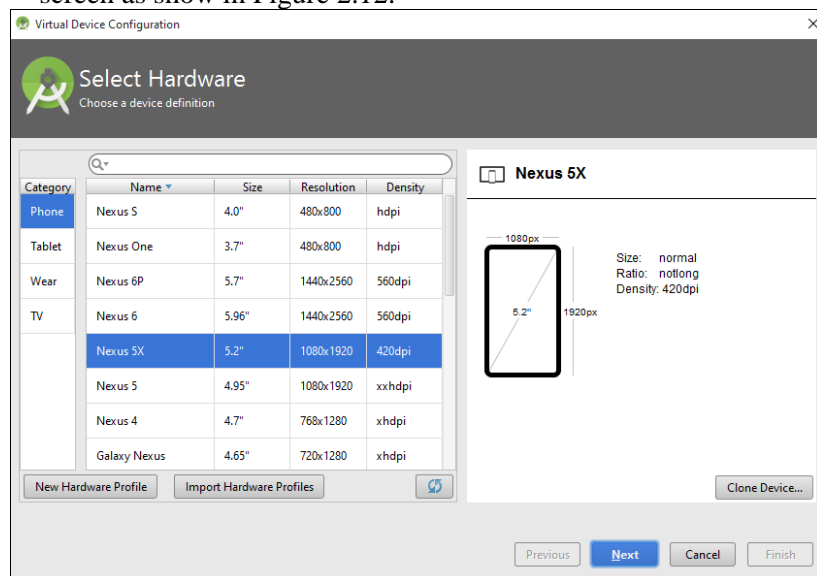 screen as show in Figure 2.12.
Virtual Device Configuration
Select Hardware
Choose a device definition
Category
Phone
Tablet
Wear
TV
Name Size Resolution Density
Nexus S 4.0" 480x800 hdpi
Nexus One 3.7" 480x800 hdpi
Nexus 6P 5.7" 1440x2560 560dpi
Nexus 6 5.96" 1440x2560 560dpi
Nexus 5X 5.2" 1080x1920 420dpi
Nexus 5 4.95" 1080x1920 xxhdpi
Nexus 4 4.7" 768x1280 xhdpi
Galaxy Nexus 4.65" 720x1280 xhdpi
New Hardware Profile Import Hardware Profiles
Nexus 5X
1080px
5.2" 1920px
Size: normal
Ratio: notlong
Density: 420dpi
Clone Device...
Previous Next Cancel Finish